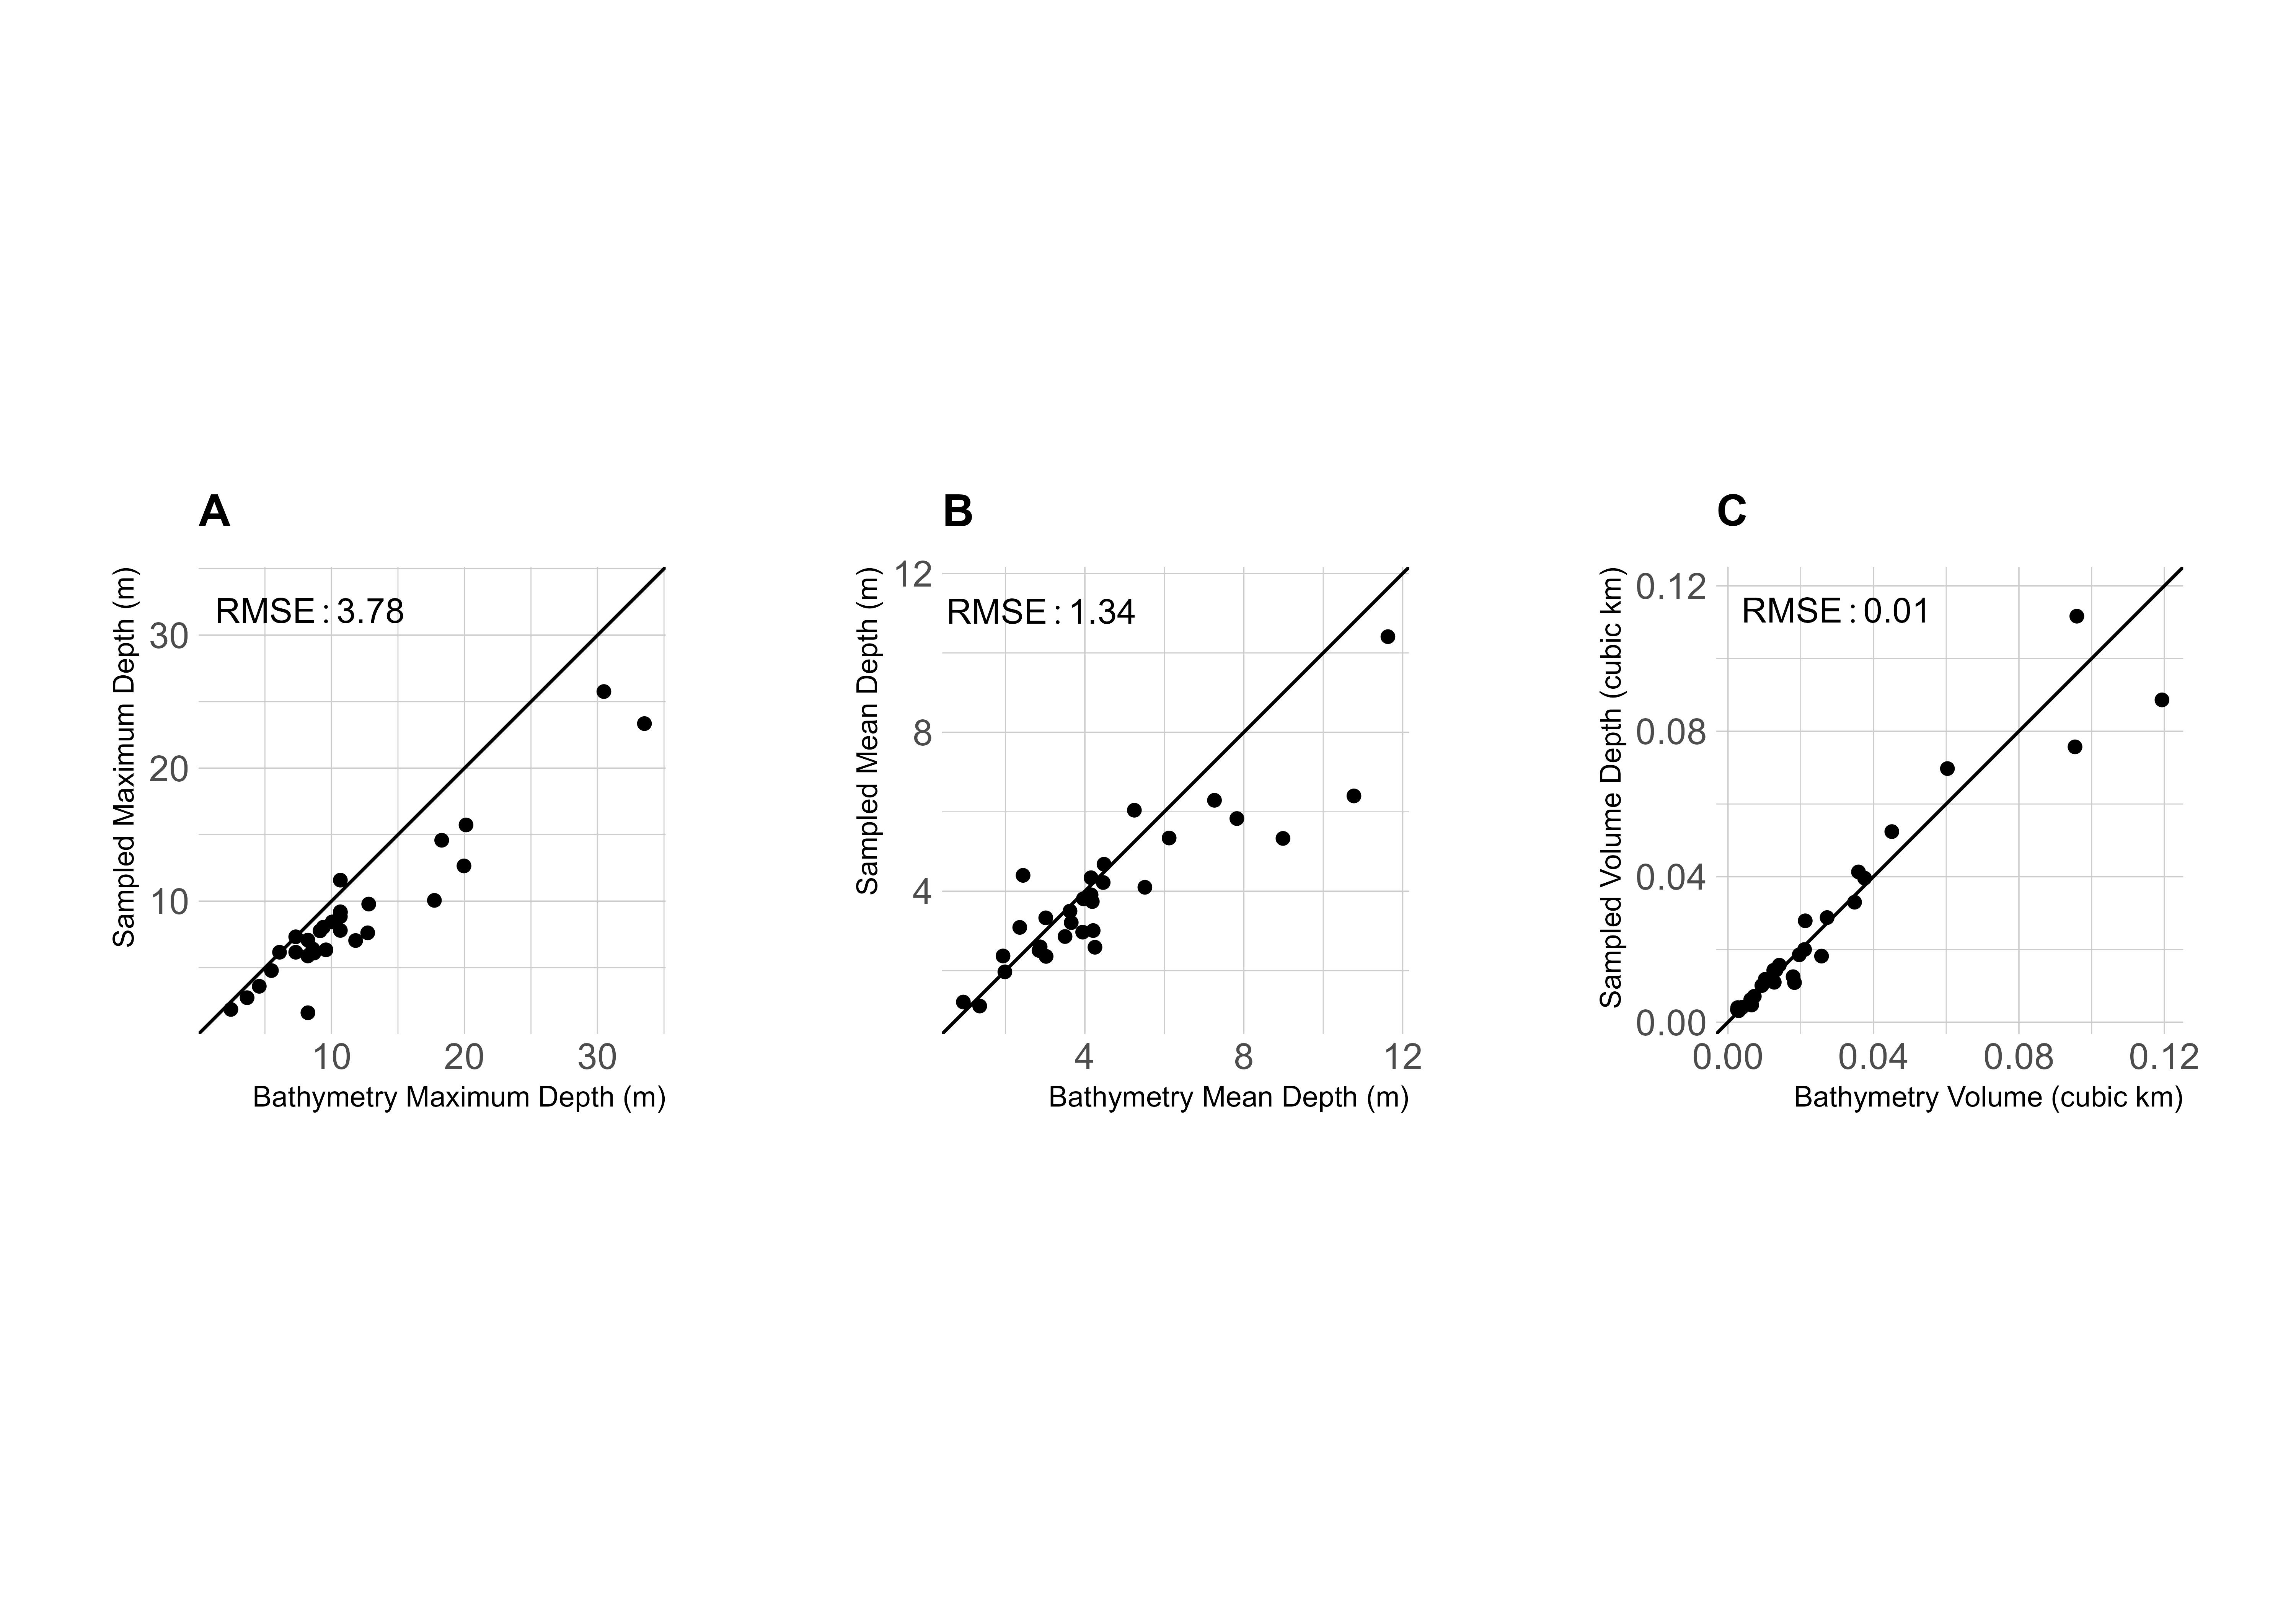 A
RMSE: 3.78
Sampled Maximum Depth (m)
30
20
10
10 20 30
Bathymetry Maximum Depth (m)
B
RMSE: 1.34
Sampled Mean Depth (m)
12
8
4
4 8 12
Bathymetry Mean Depth (m)
C
RMSE: 0.01
Sampled Volume Depth (cubic km)
0.12
0.08
0.04
0.00
0.00 0.04 0.08 0.12
Bathymetry Volume (cubic km)